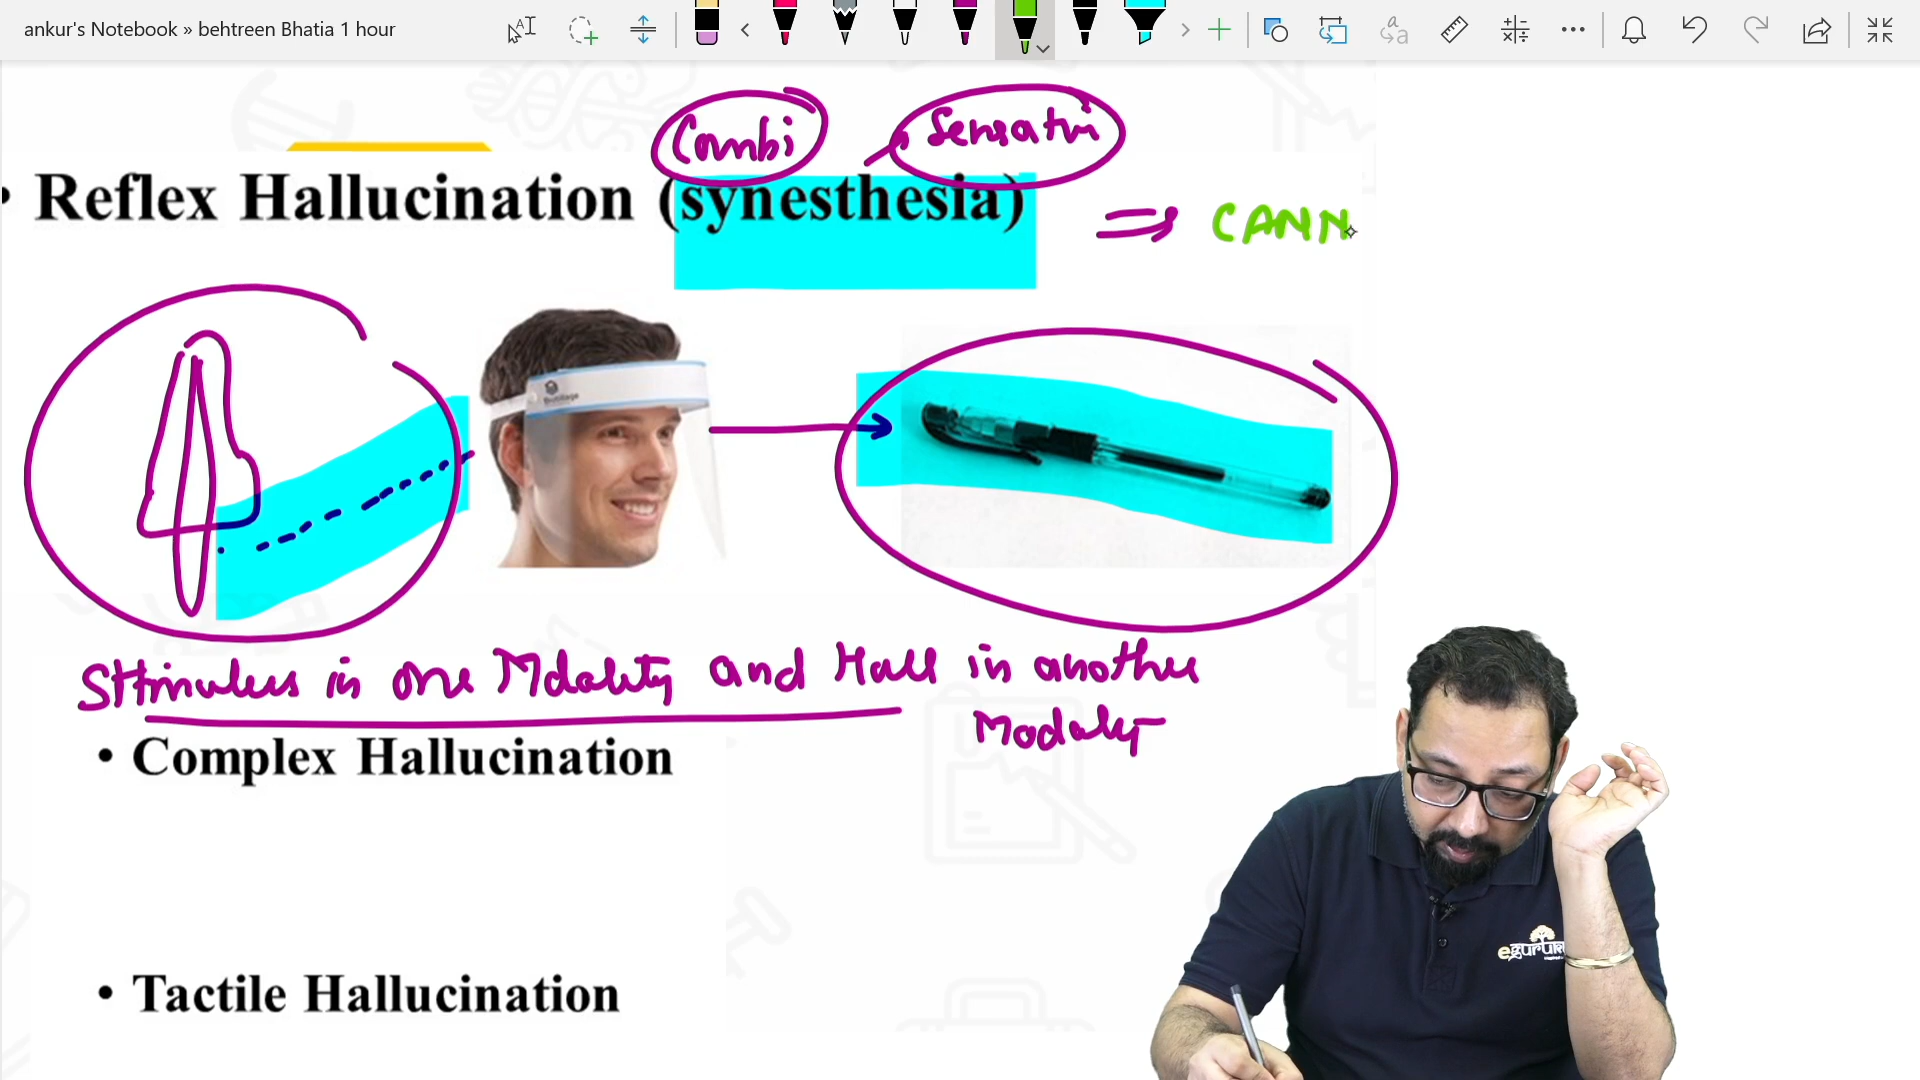 ankur's Notebook » behtreen Bhatia 1 hour
Combi
Sensatn
• Reflex Hallucination (synesthesia)
⇒ CANN
Stimulus in one Mdality and Hall in another
Modality
• Complex Hallucination
• Tactile Hallucination